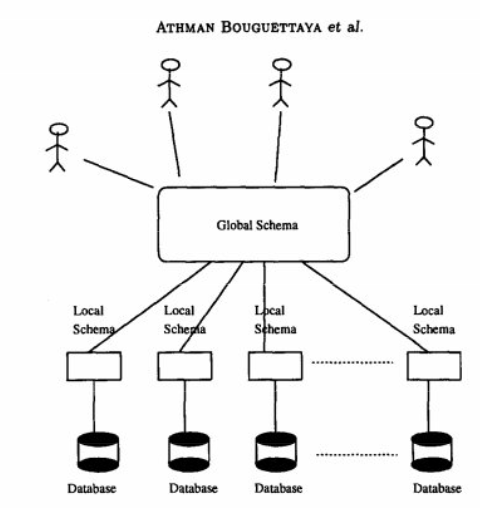 ATHMAN BOUGUETTAYA et al.
Global Schema
Local Schema
Local Schema
Local Schema
Local Schema
Database
Database
Database
Database